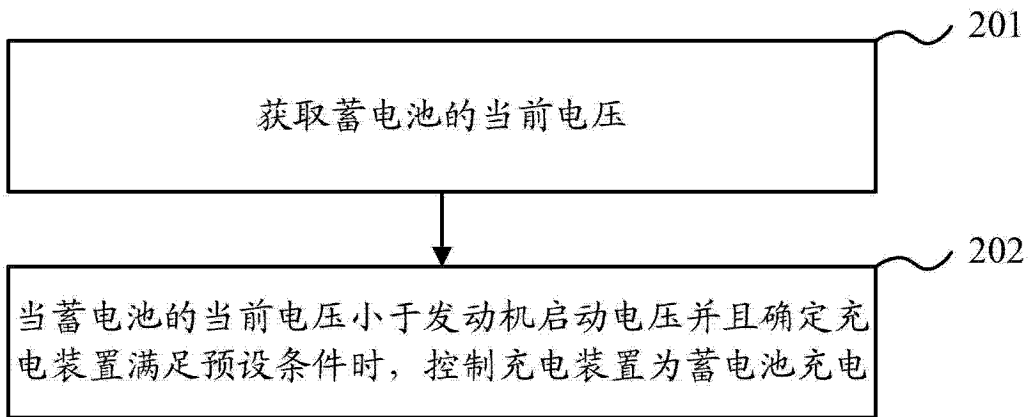 201
获取蓄电池的当前电压
202
当蓄电池的当前电压小于发动机启动电压并且确定充
电装置满足预设条件时，控制充电装置为蓄电池充电